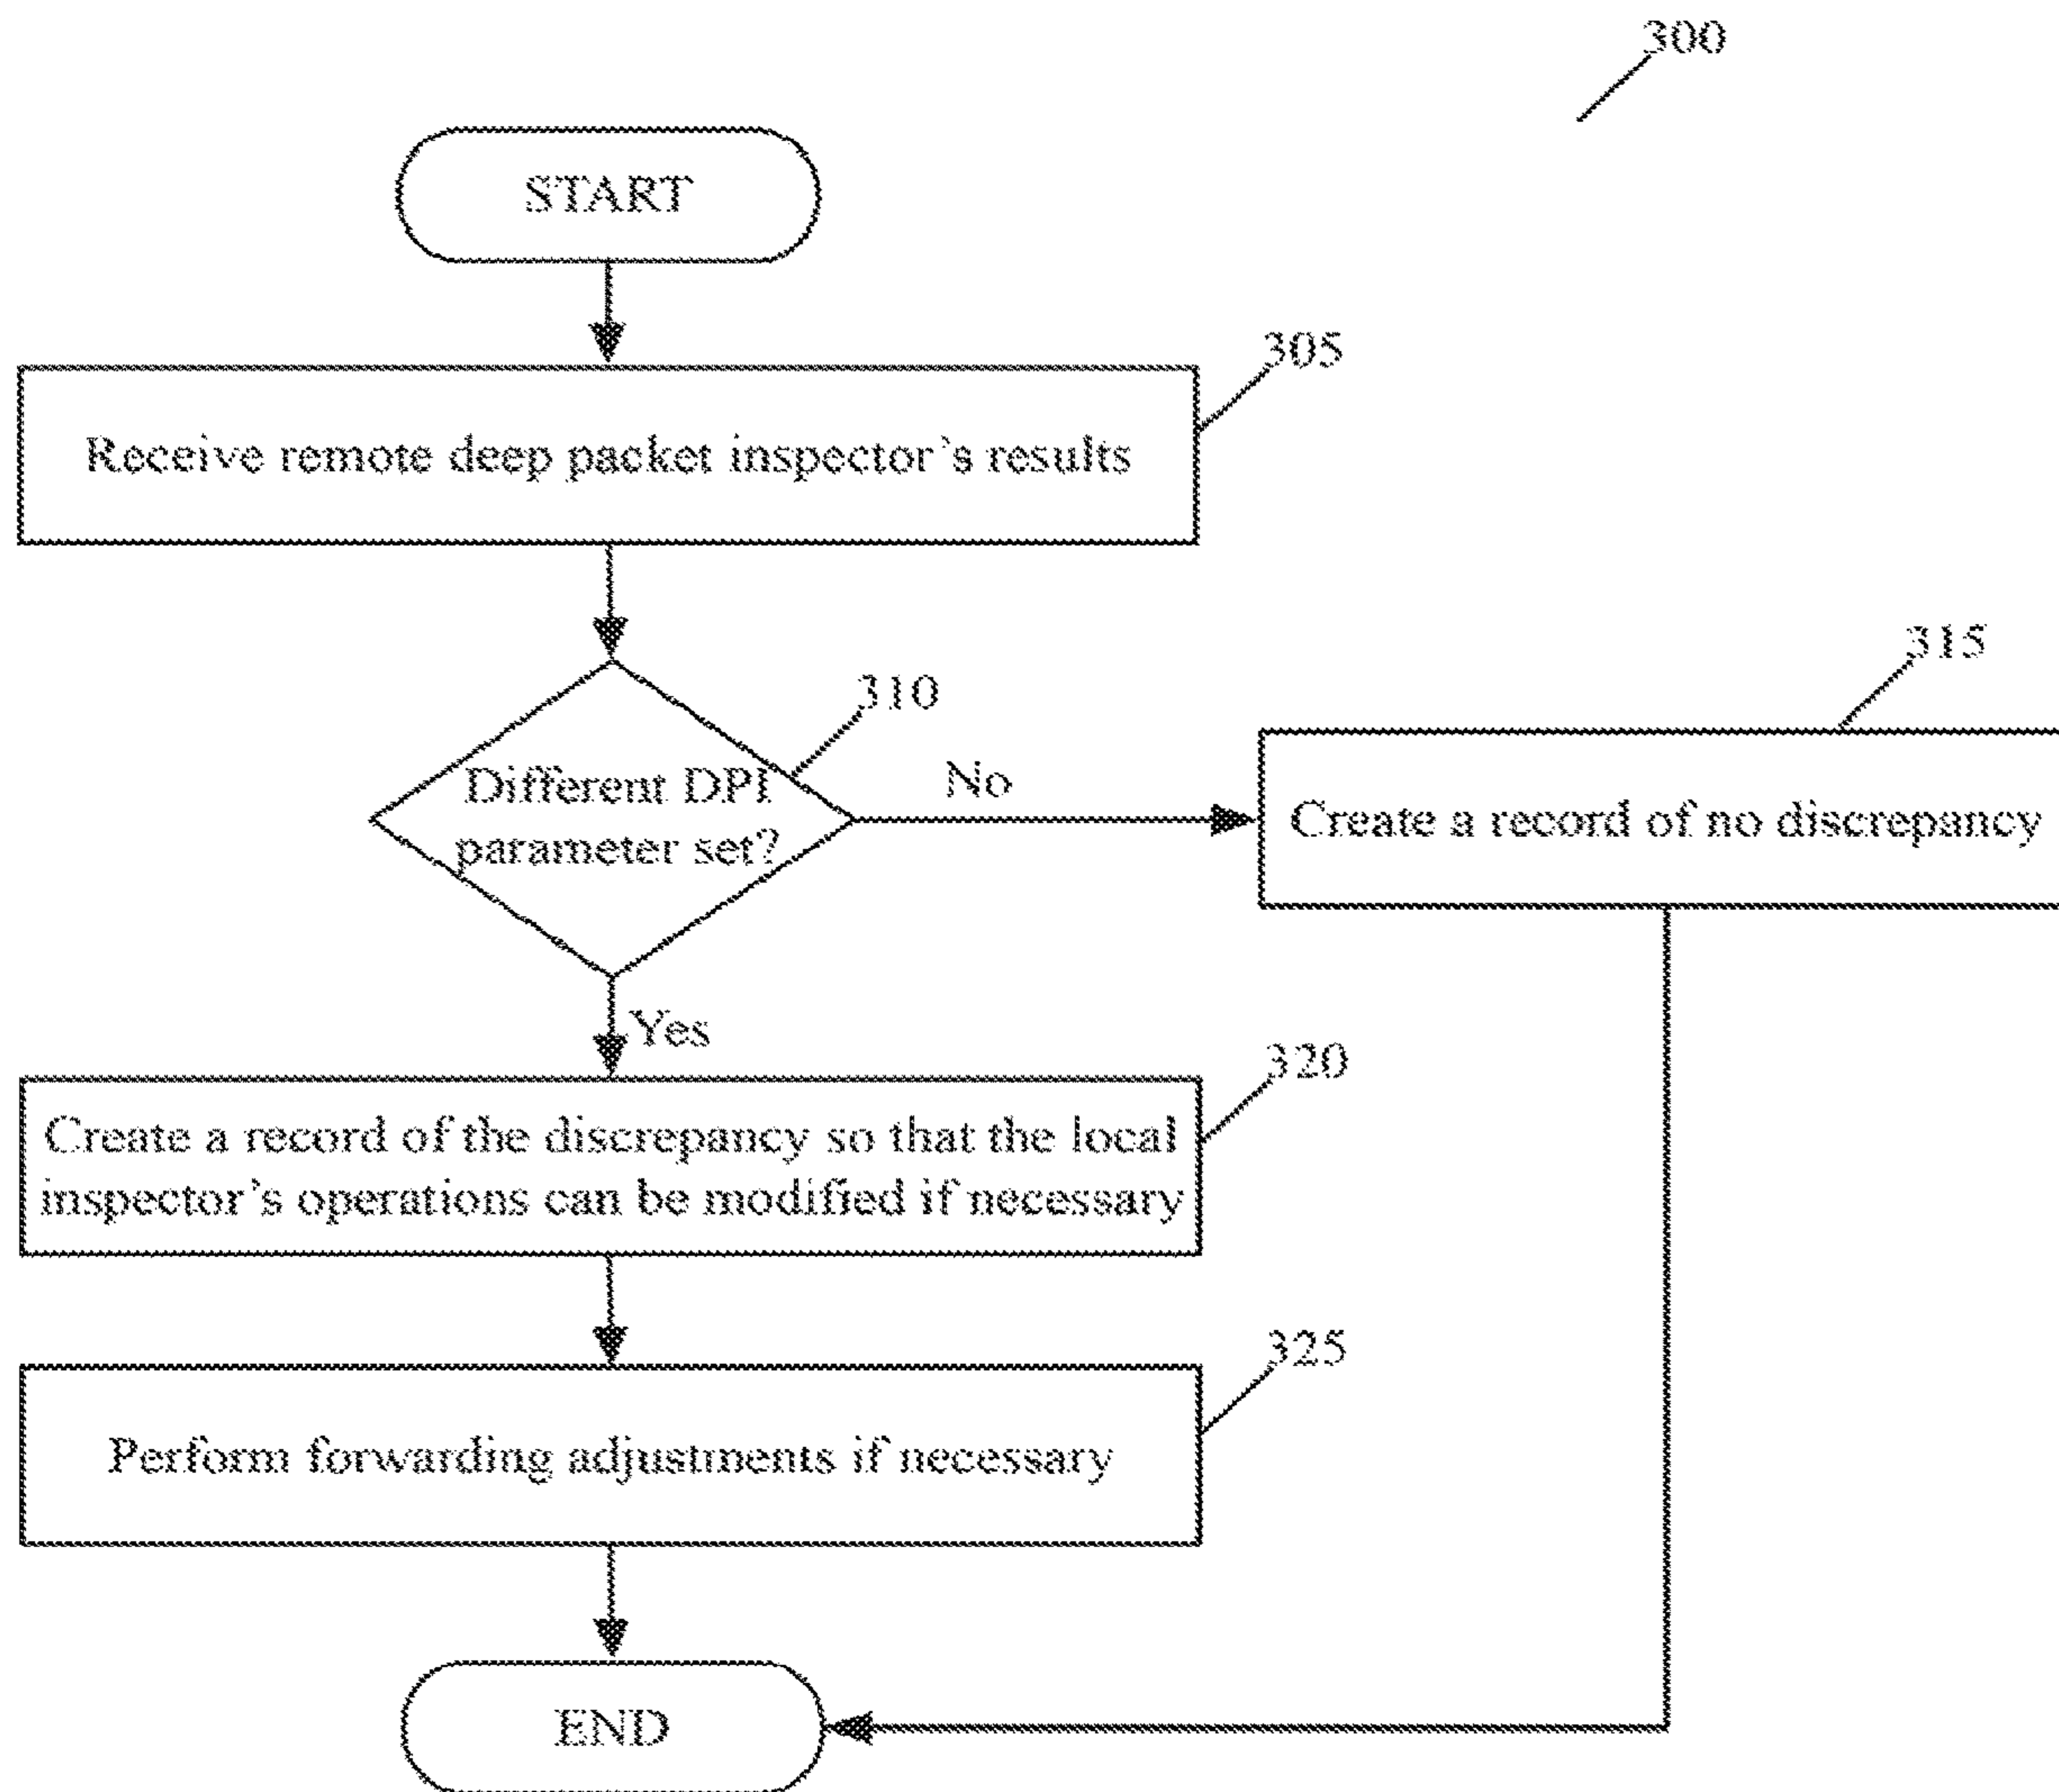 300
START
305
Receive remote deep packet inspector's results
310
315
Different DPI
parameter set?
No
Create a record of no discrepancy
Yes
320
Create a record of the discrepancy so that the local
inspector's operations can be modified if necessary
325
Perform forwarding adjustments if necessary
END